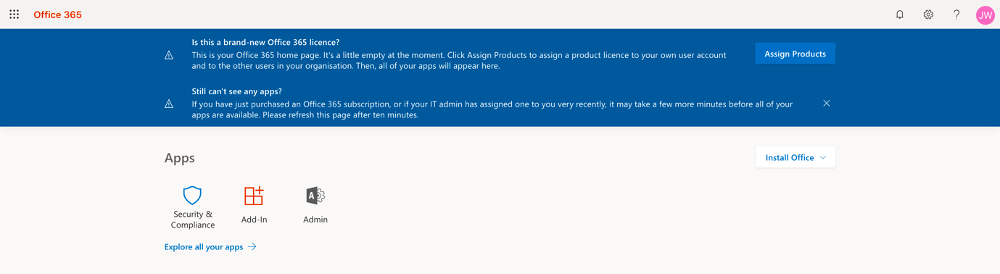 Office 365
JW
Is this a brand-new Office 365 licence?
This is your Office 365 home page. It's a little empty at the moment. Click Assign Products to assign a product licence to your own user account
and to the other users in your organisation. Then, all of your apps will appear here.
Assign Products
Still can't see any apps?
If you have just purchased an Office 365 subscription, or if your IT admin has assigned one to you very recently, it may take a few more minutes before all of your
apps are available. Please refresh this page after ten minutes.
Apps
Install Office
A
Security &
Compliance
Add-In
Admin
Explore all your apps